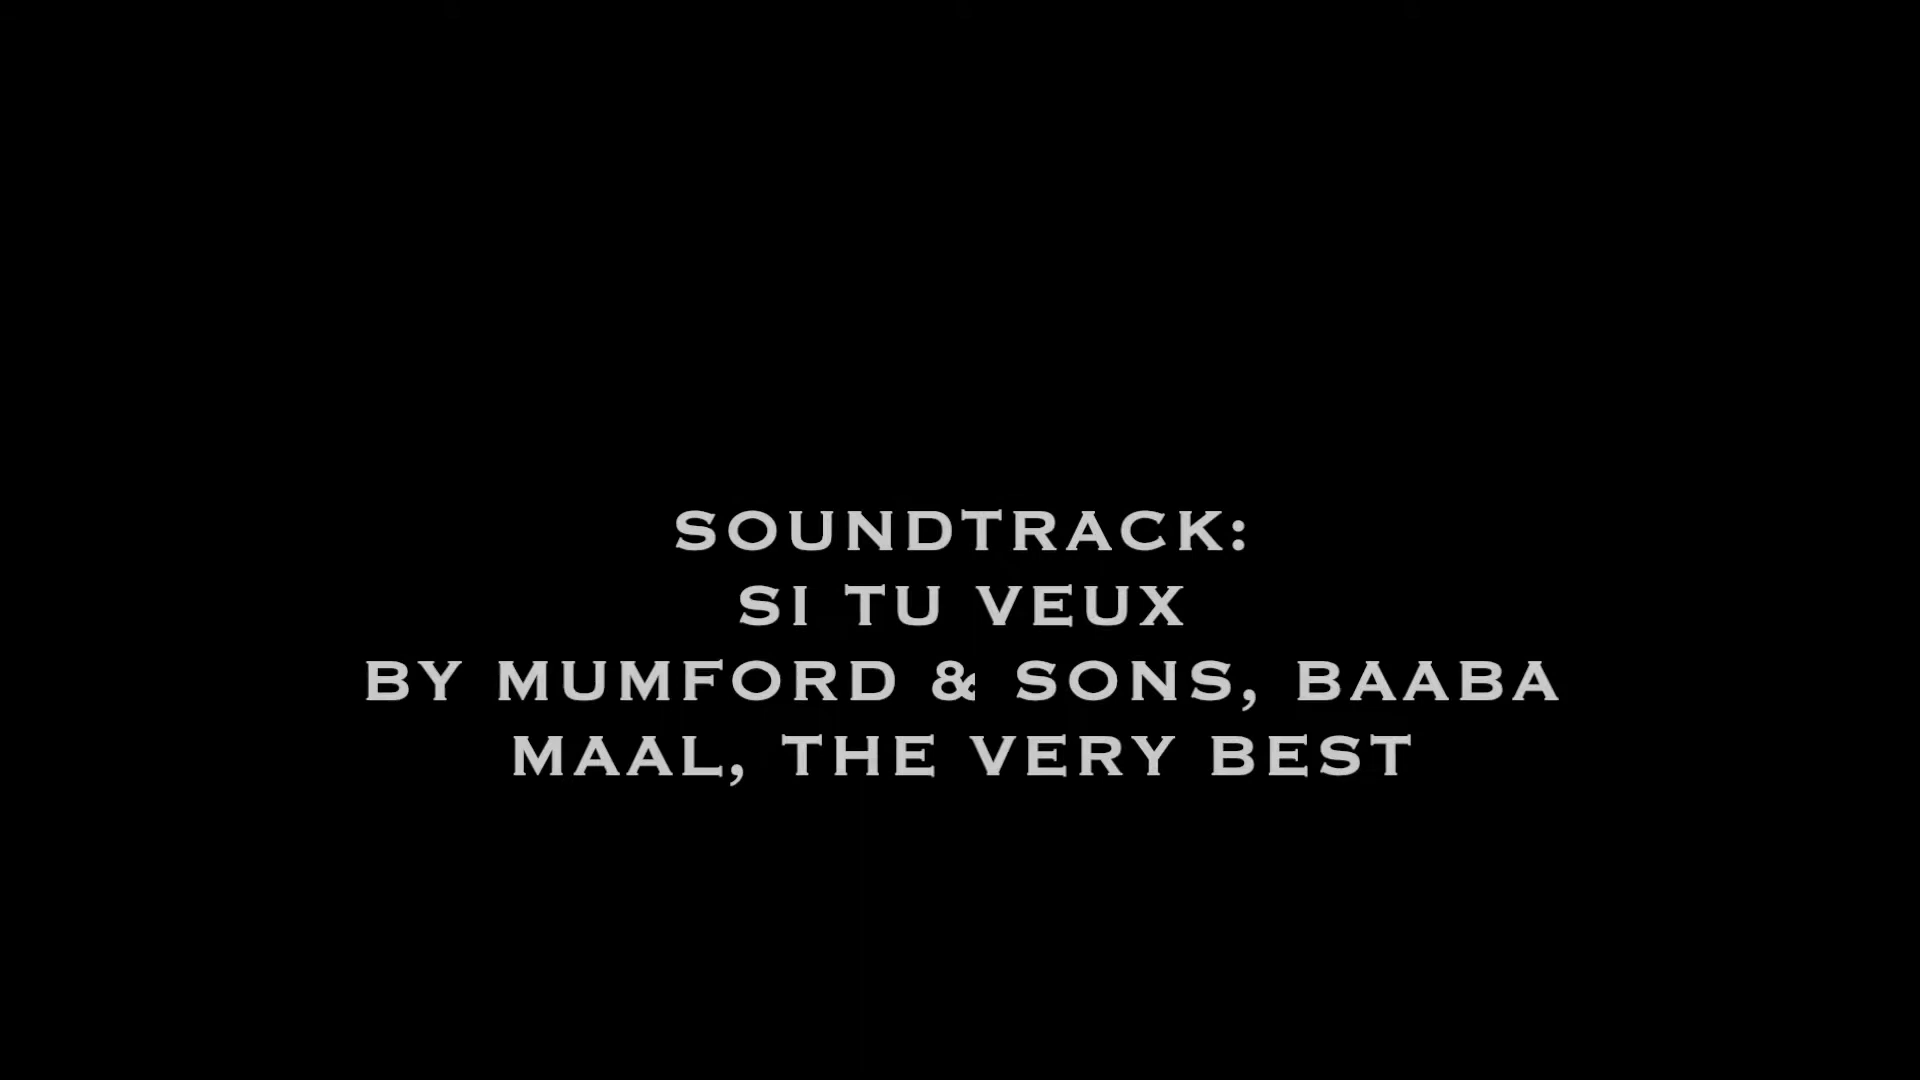 SOUNDTRACK:
SI TU VEUX
BY MUMFORD & SONS, BAABA
MAAL, THE VERY BEST